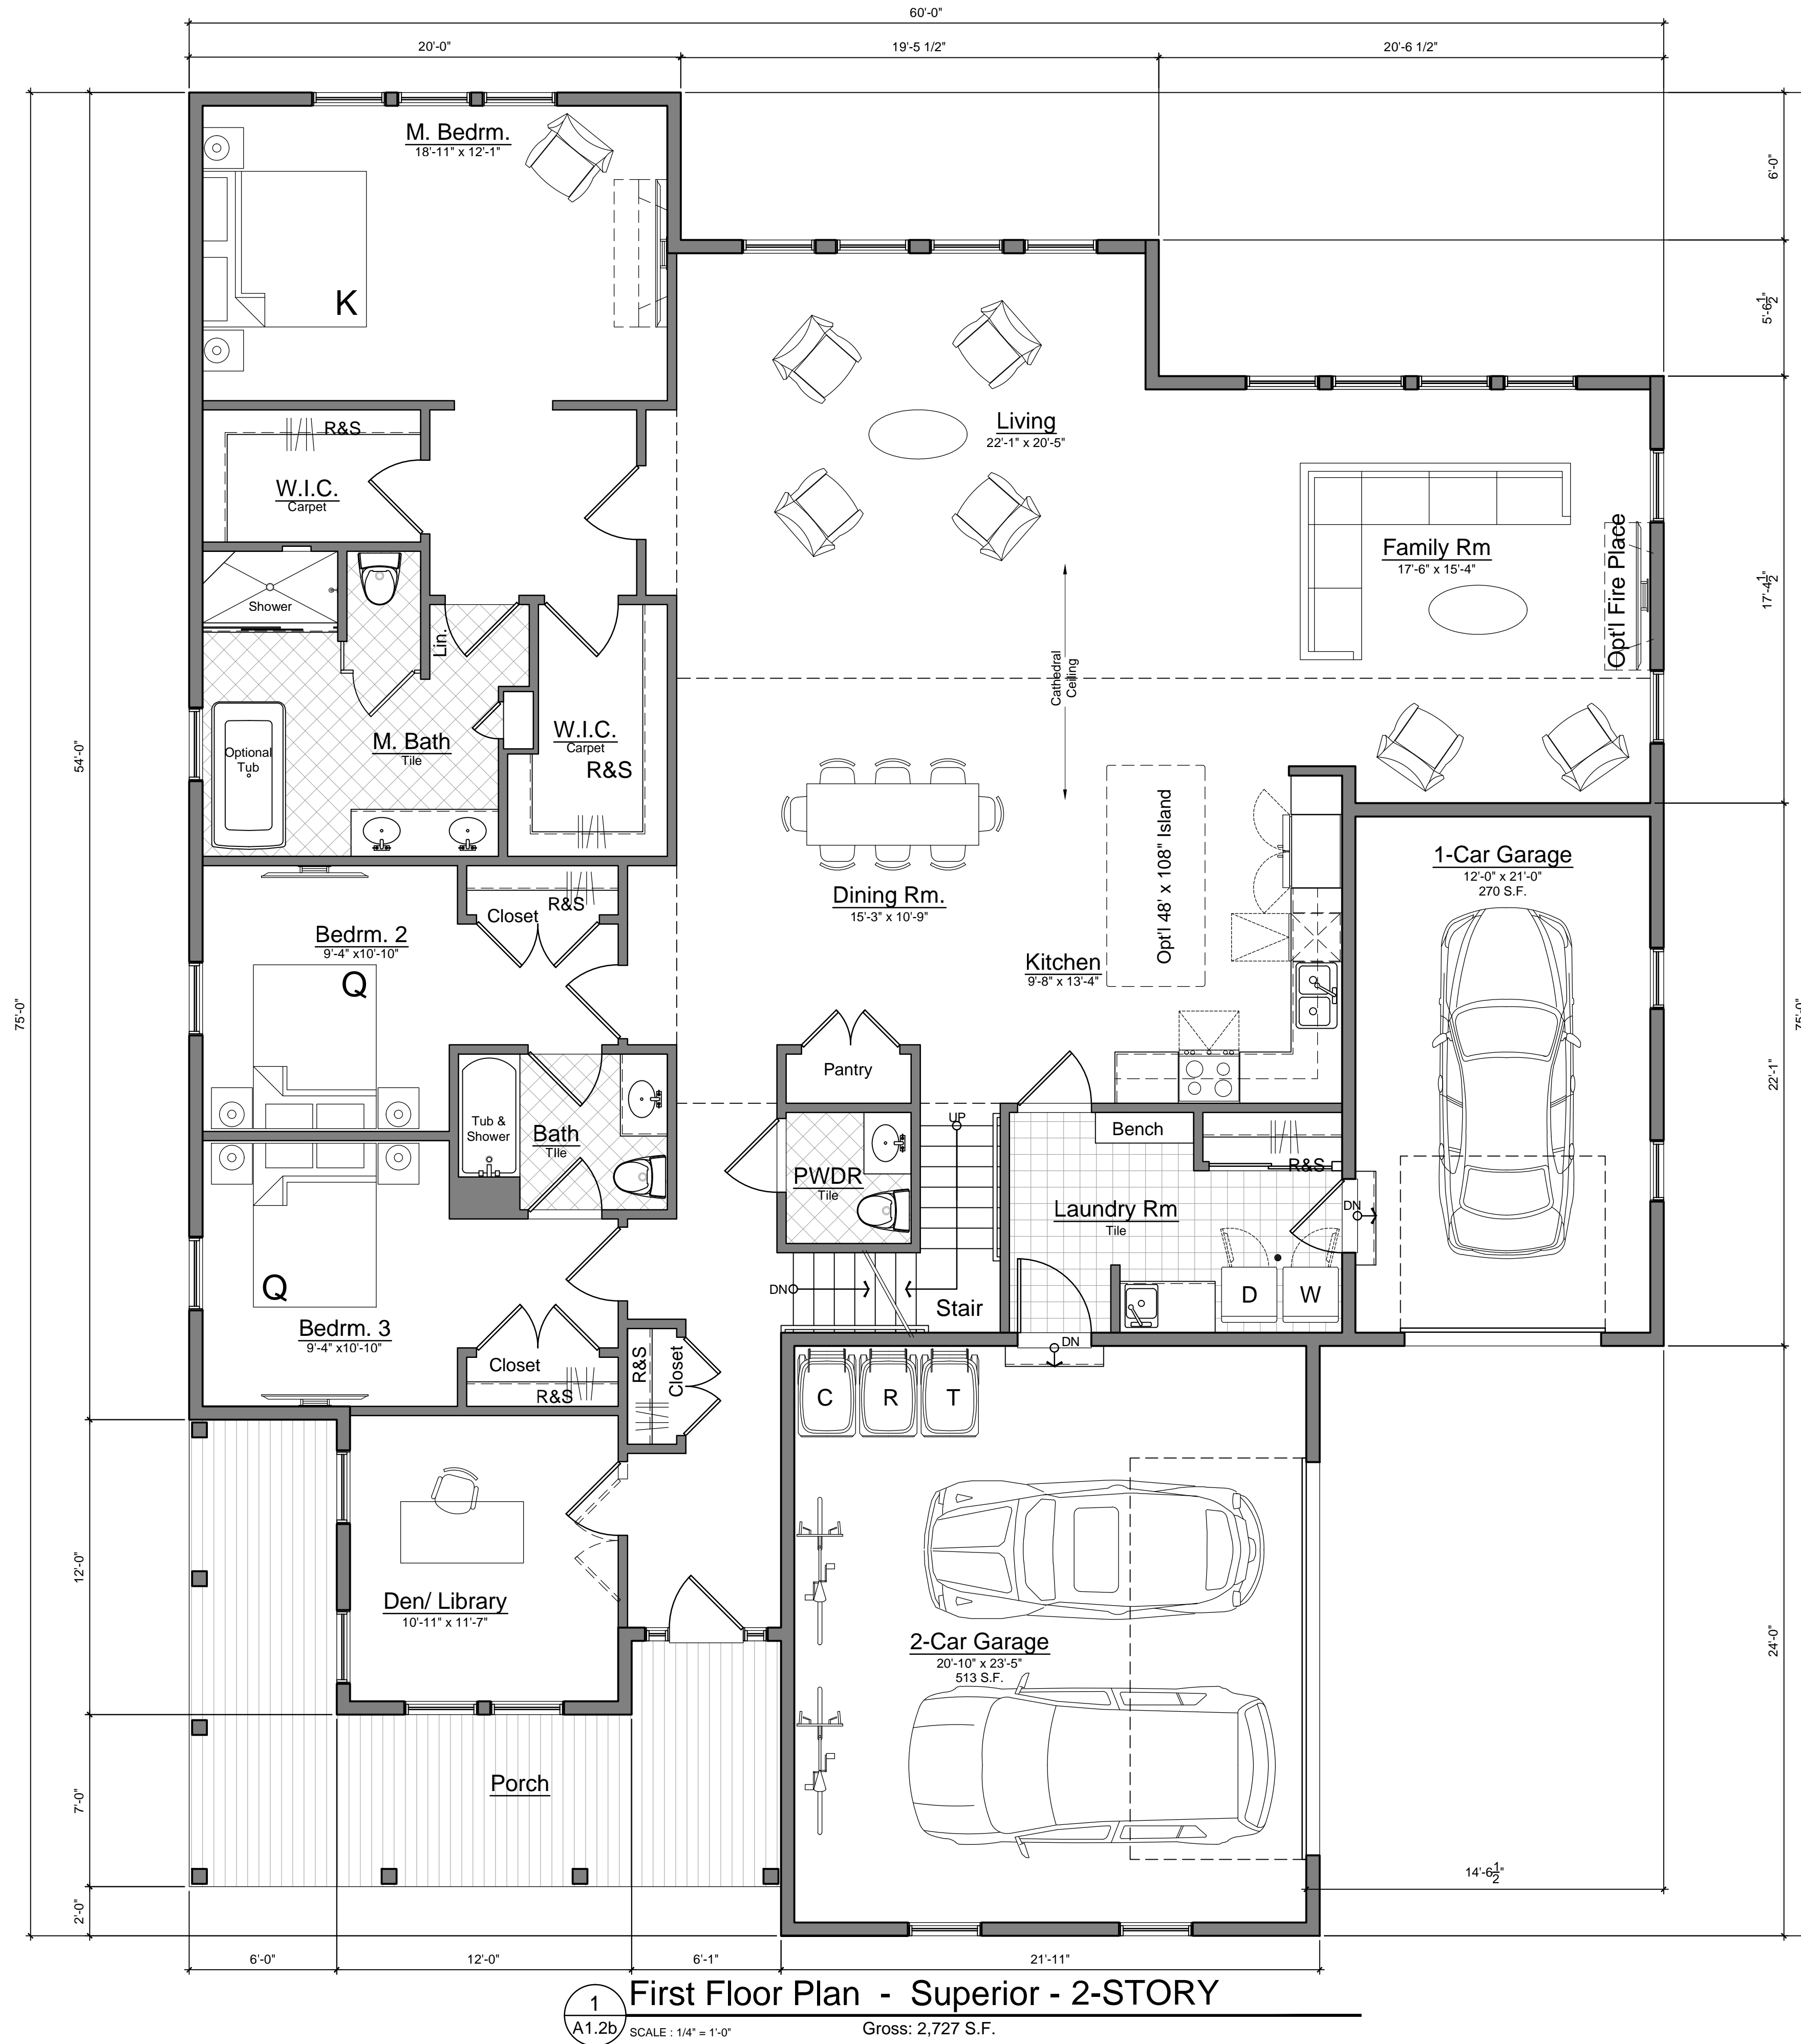 60'-0"
20'-0"
19'-5 1/2"
20'-6 1/2"
M. Bedrm.
18'-11" x 12'-1"
K
6'-0"
5'-6 1/2"
Living
22'-1" x 20'-5"
R&S
W.I.C.
Carpet
Family Rm
17'-6" x 15'-4"
Opt'l Fire Place
17'-4 1/2"
Shower
Lin.
Cathedral
Ceiling
54'-0"
Optional
Tub
M. Bath
Tile
W.I.C.
Carpet
R&S
Opt'l 48' x 108" Island
1-Car Garage
12'-0" x 21'-0"
270 S.F.
Dining Rm.
15'-3" x 10'-9"
R&S
Closet
Bedrm. 2
9'-4" x10'-10"
Q
Kitchen
9'-8" x 13'-4"
75'-0"
75'-0"
22'-1"
Pantry
Tub &
Shower
Bath
TIle
UP
Bench
R&S
PWDR
Tile
Laundry Rm
Tile
DN
DN
Stair
D
W
Q
Bedrm. 3
9'-4" x10'-10"
Closet
R&S
R&S
Closet
DN
C
R
T
12'-0"
Den/ Library
10'-11" x 11'-7"
2-Car Garage
20'-10" x 23'-5"
513 S.F.
24'-0"
Porch
7'-0"
2'-0"
14'-6 1/2"
6'-0"
12'-0"
6'-1"
21'-11"
1
A1.2b
First Floor Plan - Superior - 2-STORY
SCALE : 1/4" = 1'-0"
Gross: 2,727 S.F.